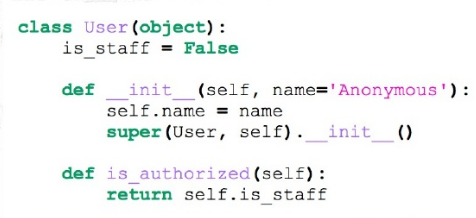 class User(object):
    is_staff = False

    def __init__(self, name='Anonymous'):
        self.name = name
        super(User, self).__init__()

    def is_authorized(self):
        return self.is_staff